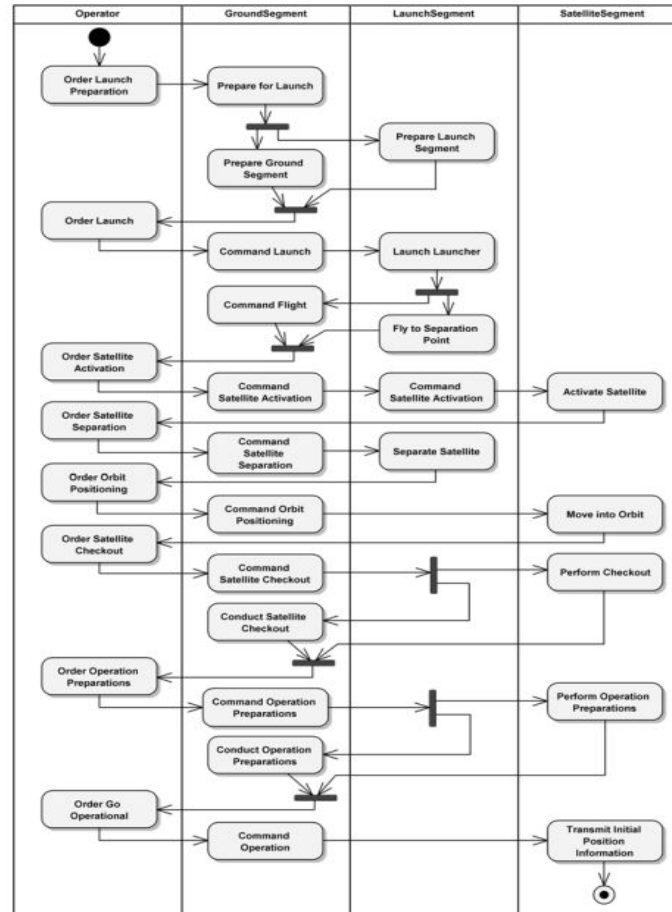 Operator
GroundSegment
LaunchSegment
SatelliteSegment
Order Launch
Preparation
Prepare for Launch
Prepare Launch
Segment
Prepare Ground
Segment
Order Launch
Command Launch
Launch Launcher
Command Flight
Fly to Separation
Point
Order Satellite
Activation
Command
Satellite Activation
Command
Satellite Activation
Activate Satellite
Order Satellite
Separation
Command
Satellite
Separation
Separate Satellite
Order Orbit
Positioning
Command Orbit
Positioning
Move into Orbit
Order Satellite
Checkout
Command
Satellite Checkout
Perform Checkout
Conduct Satellite
Checkout
Order Operation
Preparations
Command Operation
Preparations
Perform Operation
Preparations
Conduct Operation
Preparations
Order Go
Operational
Command
Operation
Transmit Initial
Position
Information